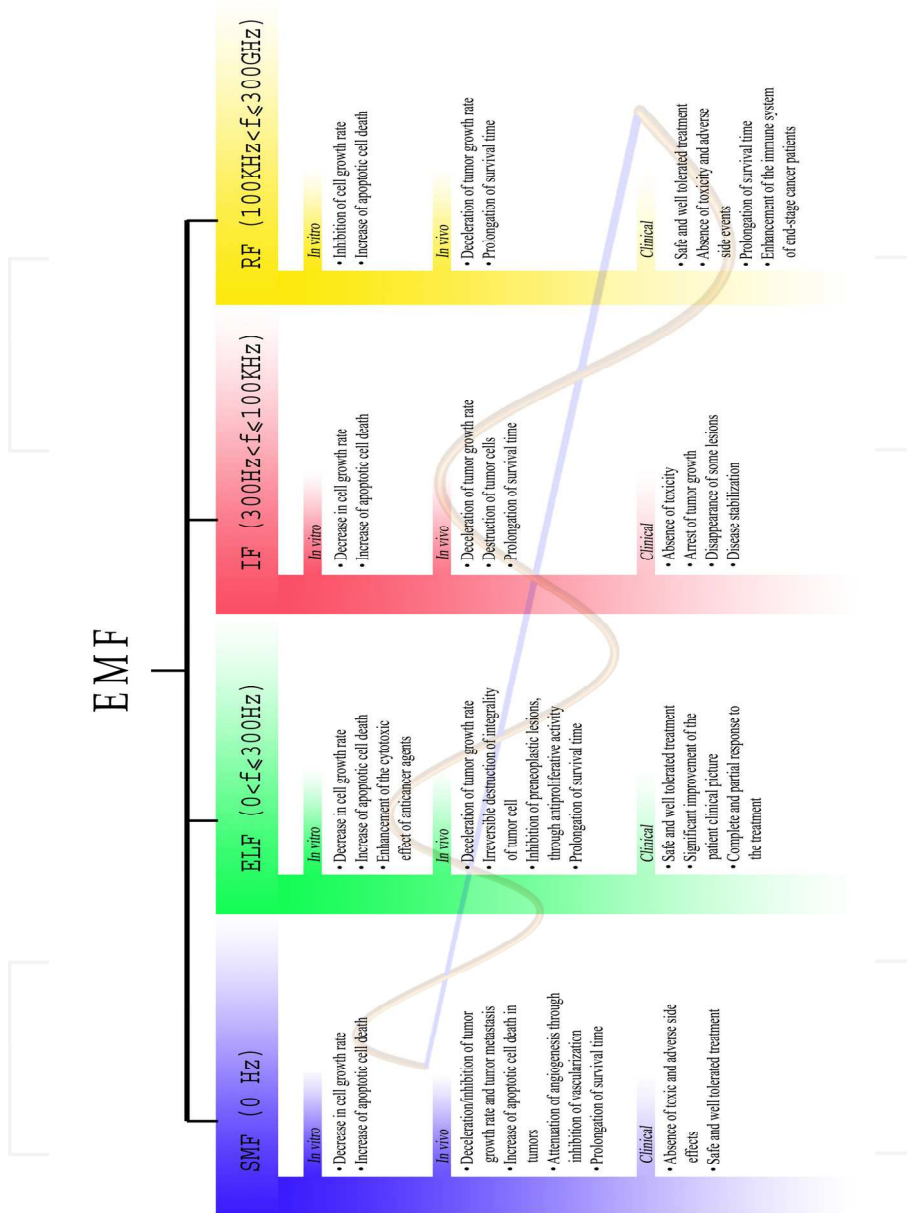 EMF
SMF (0 Hz)
In vitro
• Decrease in cell growth rate
• Increase of apoptotic cell death
In vivo
• Deceleration/inhibition of tumor
growth rate and tumor metastasis
• Increase of apoptotic cell death in
tumors
• Attenuation of angiogenesis through
inhibition of vascularization
• Prolongation of survival time
Clinical
• Absence of toxic and adverse side
effects
• Safe and well tolerated treatment
ELF (0<f⩽300Hz)
In vitro
• Decrease in cell growth rate
• Increase of apoptotic cell death
• Enhancement of the cytotoxic
effect of anticancer agents
In vivo
• Deceleration of tumor growth rate
• Irreversible destruction of integrality
of tumor cell
• Inhibition of preneoplastic lesions,
through antiproliferative activity
• Prolongation of survival time
Clinical
• Safe and well tolerated treatment
• Significant improvement of the
patient clinical picture
• Complete and partial response to
the treatment
IF (300Hz<f⩽100KHz)
In vitro
• Decrease in cell growth rate
• Increase of apoptotic cell death
In vivo
• Deceleration of tumor growth rate
• Destruction of tumor cells
• Prolongation of survival time
Clinical
• Absence of toxicity
• Arrest of tumor growth
• Disappearance of some lesions
• Disease stabilization
RF (100KHz<f⩽300GHz)
In vitro
• Inhibition of cell growth rate
• Increase of apoptotic cell death
In vivo
• Deceleration of tumor growth rate
• Prolongation of survival time
Clinical
• Safe and well tolerated treatment
• Absence of toxicity and adverse
side events
• Prolongation of survival time
• Enhancement of the immune system
of end-stage cancer patients